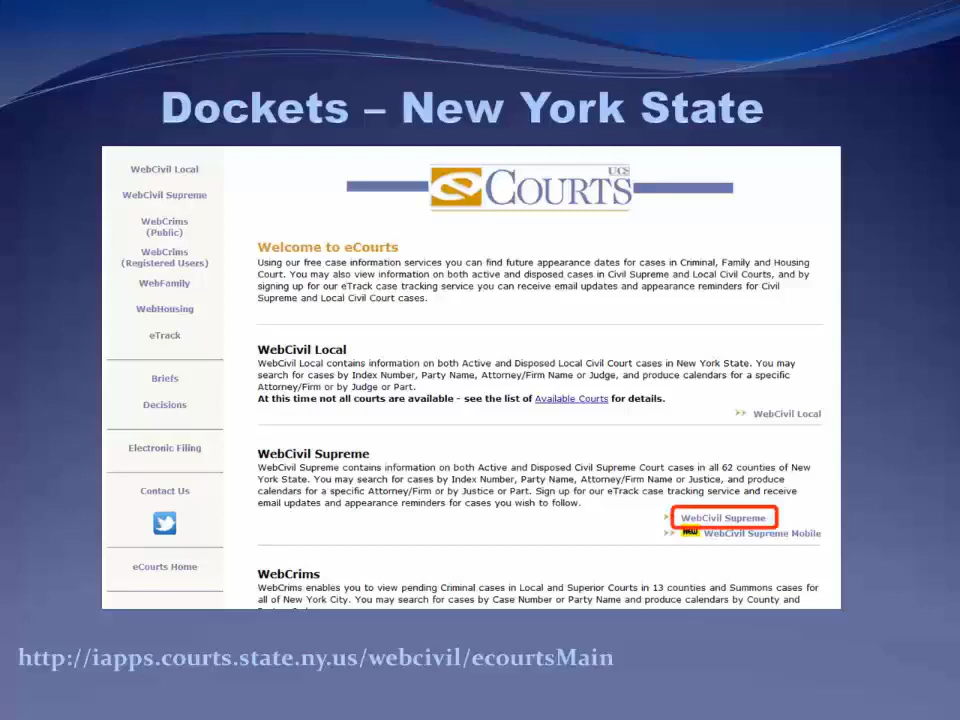 Dockets – New York State
WebCivil Local
WebCivil Supreme
WebCrims
(Public)
WebCrims
(Registered Users)
WebFamily
WebHousing
eTrack
Briefs
Decisions
Electronic Filing
Contact Us
eCourts Home
UCS
eCOURTS
Welcome to eCourts
Using our free case information services you can find future appearance dates for cases in Criminal, Family and Housing
Court. You may also view information on both active and disposed cases in Civil Supreme and Local Civil Courts, and by
signing up for our eTrack case tracking service you can receive email updates and appearance reminders for Civil
Supreme and Local Civil Court cases.
WebCivil Local
WebCivil Local contains information on both Active and Disposed Local Civil Court cases in New York State. You may
search for cases by Index Number, Party Name, Attorney/Firm Name or Judge, and produce calendars for a specific
Attorney/Firm or by Judge or Part.
At this time not all courts are available - see the list of Available Courts for details.
>> WebCivil Local
WebCivil Supreme
WebCivil Supreme contains information on both Active and Disposed Civil Supreme Court cases in all 62 counties of New
York State. You may search for cases by Index Number, Party Name, Attorney/Firm Name or Justice, and produce
calendars for a specific Attorney/Firm or by Justice or Part. Sign up for our eTrack case tracking service and receive
email updates and appearance reminders for cases you wish to follow.
WebCivil Supreme
>> NEW WebCivil Supreme Mobile
WebCrims
WebCrims enables you to view pending Criminal cases in Local and Superior Courts in 13 counties and Summons cases for
all of New York City. You may search for cases by Case Number or Party Name and produce calendars by County and
http://iapps.courts.state.ny.us/webcivil/ecourtsMain